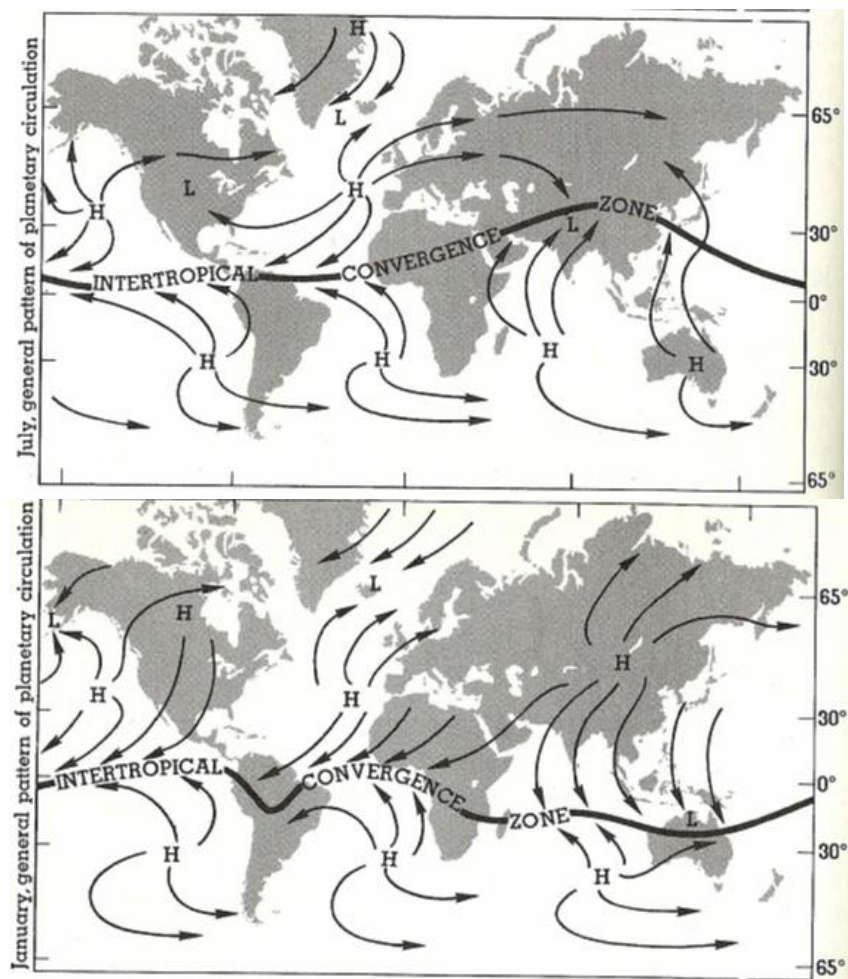 July, general pattern of planetary circulation
H
L
65°
H
H
L
ZONE
L
30°
INTERTROPICAL
CONVERGENCE
0°
H
H
H
H
30°
65°
January, general pattern of planetary circulation
L
65°
L
H
H
H
H
30°
INTERTROPICAL
CONVERGENCE
0°
ZONE
L
H
H
30°
H
65°